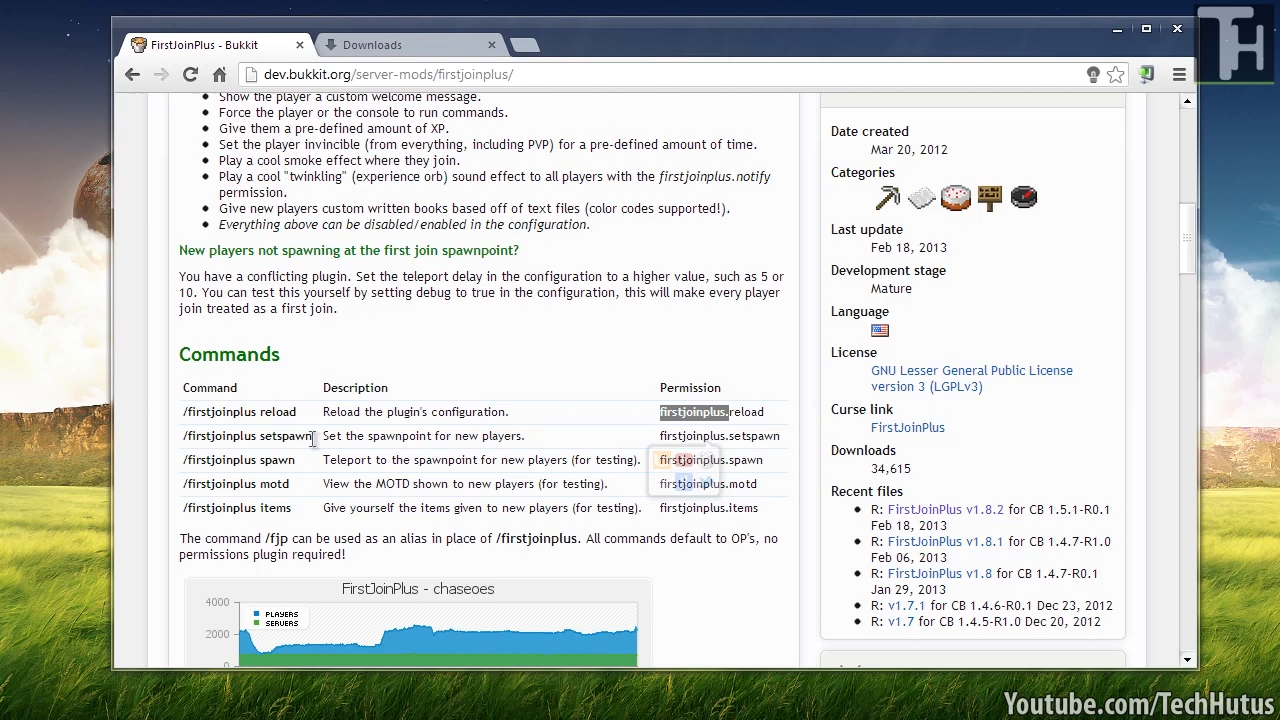 TH
FirstJoinPlus - Bukkit
Downloads
dev.bukkit.org/server-mods/firstjoinplus/
Show the player a custom welcome message.
Force the player or the console to run commands.
Give them a pre-defined amount of XP.
Set the player invincible (from everything, including PVP) for a pre-defined amount of time.
Play a cool smoke effect where they join.
Play a cool "twinkling" (experience orb) sound effect to all players with the firstjoinplus.notify
permission.
Give new players custom written books based off of text files (color codes supported!).
Everything above can be disabled/enabled in the configuration.
New players not spawning at the first join spawnpoint?
You have a conflicting plugin. Set the teleport delay in the configuration to a higher value, such as 5 or
10. You can test this yourself by setting debug to true in the configuration, this will make every player
join treated as a first join.
Commands
Command Description Permission
/firstjoinplus reload Reload the plugin's configuration. firstjoinplus.reload
/firstjoinplus setspawn Set the spawnpoint for new players. firstjoinplus.setspawn
/firstjoinplus spawn Teleport to the spawnpoint for new players (for testing). firstjoinplus.spawn
/firstjoinplus motd View the MOTD shown to new players (for testing). firstjoinplus.motd
/firstjoinplus items Give yourself the items given to new players (for testing). firstjoinplus.items
The command /fjp can be used as an alias in place of /firstjoinplus. All commands default to OP's, no
permissions plugin required!
FirstJoinPlus - chaseoes
4000
PLAYERS
SERVERS
2000
0
Date created
Mar 20, 2012
Categories
Last update
Feb 18, 2013
Development stage
Mature
Language
License
GNU Lesser General Public License
version 3 (LGPLv3)
Curse link
FirstJoinPlus
Downloads
34,615
Recent files
R: FirstJoinPlus v1.8.2 for CB 1.5.1-R0.1
Feb 18, 2013
R: FirstJoinPlus v1.8.1 for CB 1.4.7-R1.0
Feb 06, 2013
R: FirstJoinPlus v1.8 for CB 1.4.7-R0.1
Jan 29, 2013
R: v1.7.1 for CB 1.4.6-R0.1 Dec 23, 2012
R: v1.7 for CB 1.4.5-R1.0 Dec 20, 2012
Youtube.com/TechHutus